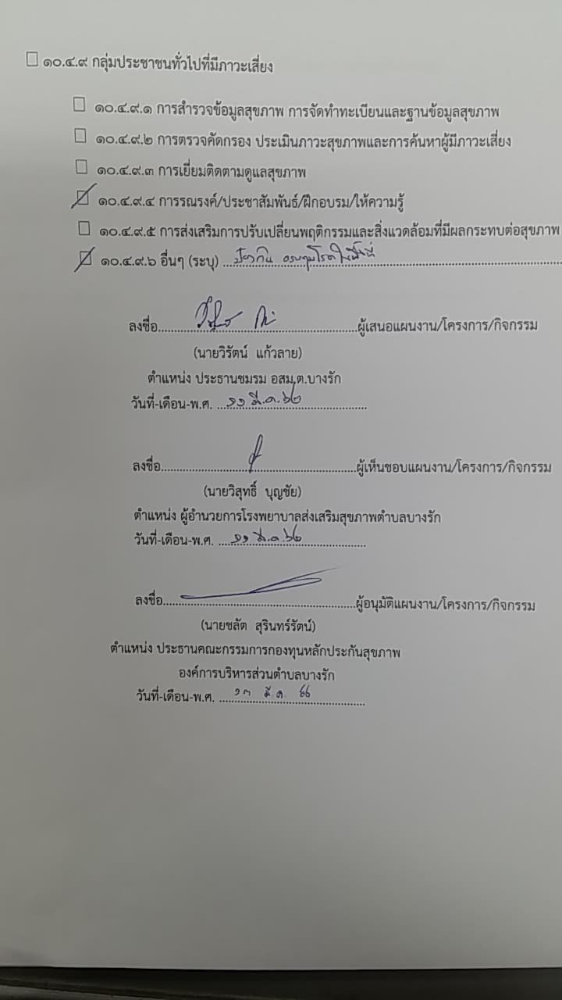 ๑๐.๔.๙ กลุ่มประชาชนทั่วไปที่มีภาวะเสี่ยง
๑๐.๔.๙.๑ การสำรวจข้อมูลสุขภาพ การจัดทำทะเบียนและฐานข้อมูลสุขภาพ
๑๐.๔.๙.๒ การตรวจคัดกรอง ประเมินภาวะสุขภาพและการค้นหาผู้มีภาวะเสี่ยง
๑๐.๔.๙.๓ การเยี่ยมติดตามดูแลสุขภาพ
๑๐.๔.๙.๔ การรณรงค์/ประชาสัมพันธ์/ฝึกอบรม/ให้ความรู้
๑๐.๔.๙.๕ การส่งเสริมการปรับเปลี่ยนพฤติกรรมและสิ่งแวดล้อมที่มีผลกระทบต่อสุขภาพ
๑๐.๔.๙.๖ อื่นๆ (ระบุ) ป้องกัน ควบคุมโรคในพื้นที่
ลงชื่อ ผู้เสนอแผนงาน/โครงการ/กิจกรรม
(นายวิรัตน์ แก้วลาย)
ตำแหน่ง ประธานชมรม อสม.ต.บางรัก
วันที่-เดือน-พ.ศ. ๑๑ มี.ค.
ลงชื่อ ผู้เห็นชอบแผนงาน/โครงการ/กิจกรรม
(นายวิสุทธิ์ บุญชัย)
ตำแหน่ง ผู้อำนวยการโรงพยาบาลส่งเสริมสุขภาพตำบลบางรัก
วันที่-เดือน-พ.ศ. ๑๑ มี.ค.
ลงชื่อ ผู้อนุมัติแผนงาน/โครงการ/กิจกรรม
(นายชลัต สุรินทร์รัตน์)
ตำแหน่ง ประธานคณะกรรมการกองทุนหลักประกันสุขภาพ
องค์การบริหารส่วนตำบลบางรัก
วันที่-เดือน-พ.ศ. ๑๓ มี.ค.